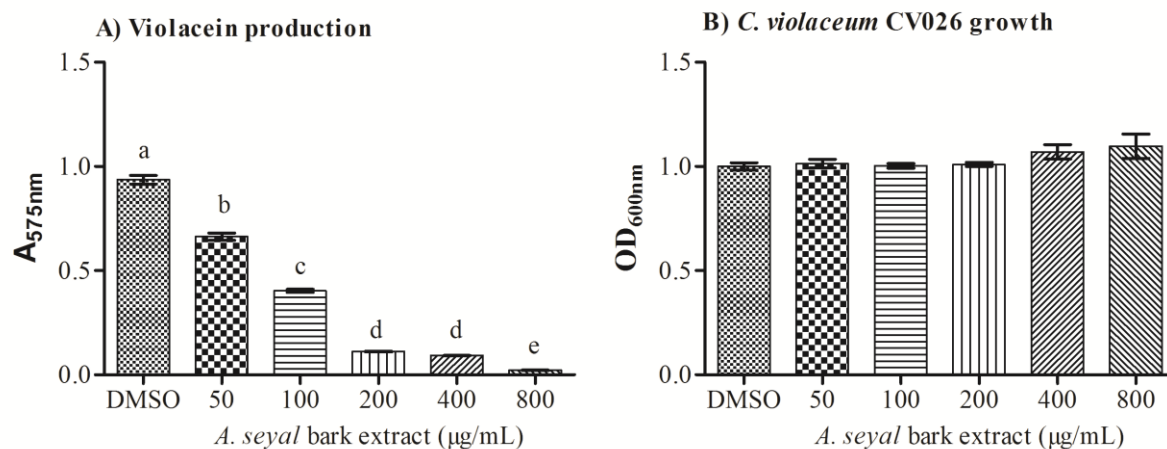 A) Violacein production
1.5
1.0
0.5
0.0
A575nm
a
b
c
d
d
e
DMSO 50 100 200 400 800
A. seyal bark extract (μg/mL)
B) C. violaceum CV026 growth
1.5
1.0
0.5
0.0
OD600nm
DMSO 50 100 200 400 800
A. seyal bark extract (μg/mL)